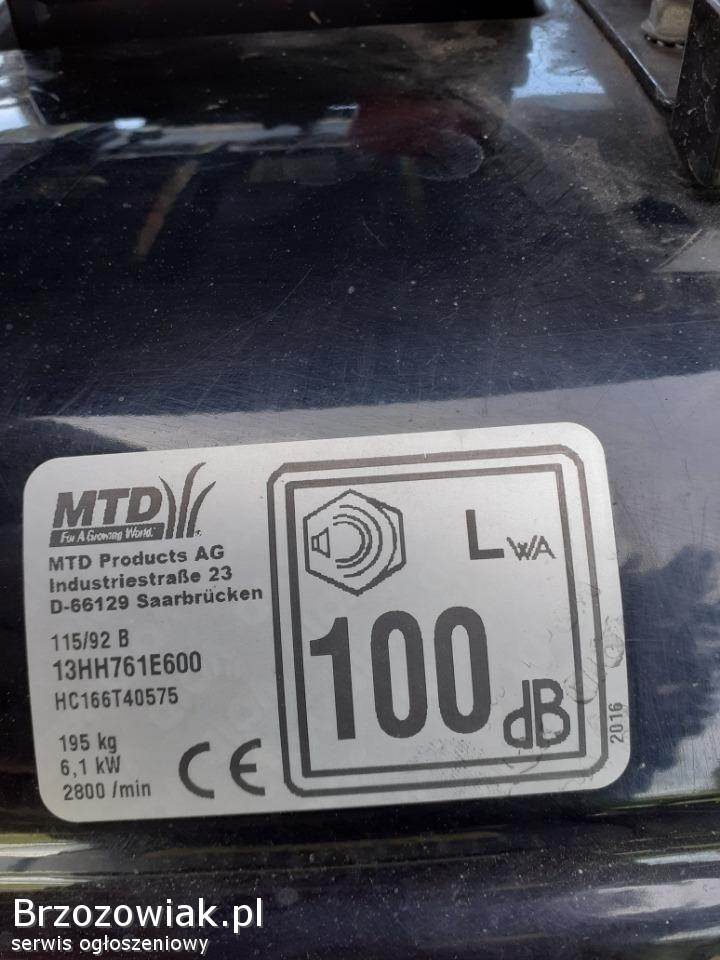 MTD
For A Growing World.
MTD Products AG
Industriestraße 23
D-66129 Saarbrücken
115/92 B
13HH761E600
HC166T40575
195 kg
6,1 kW
2800 /min
CE
LWA
100
dB
2016
Brzozowiak.pl
serwis ogłoszeniowy